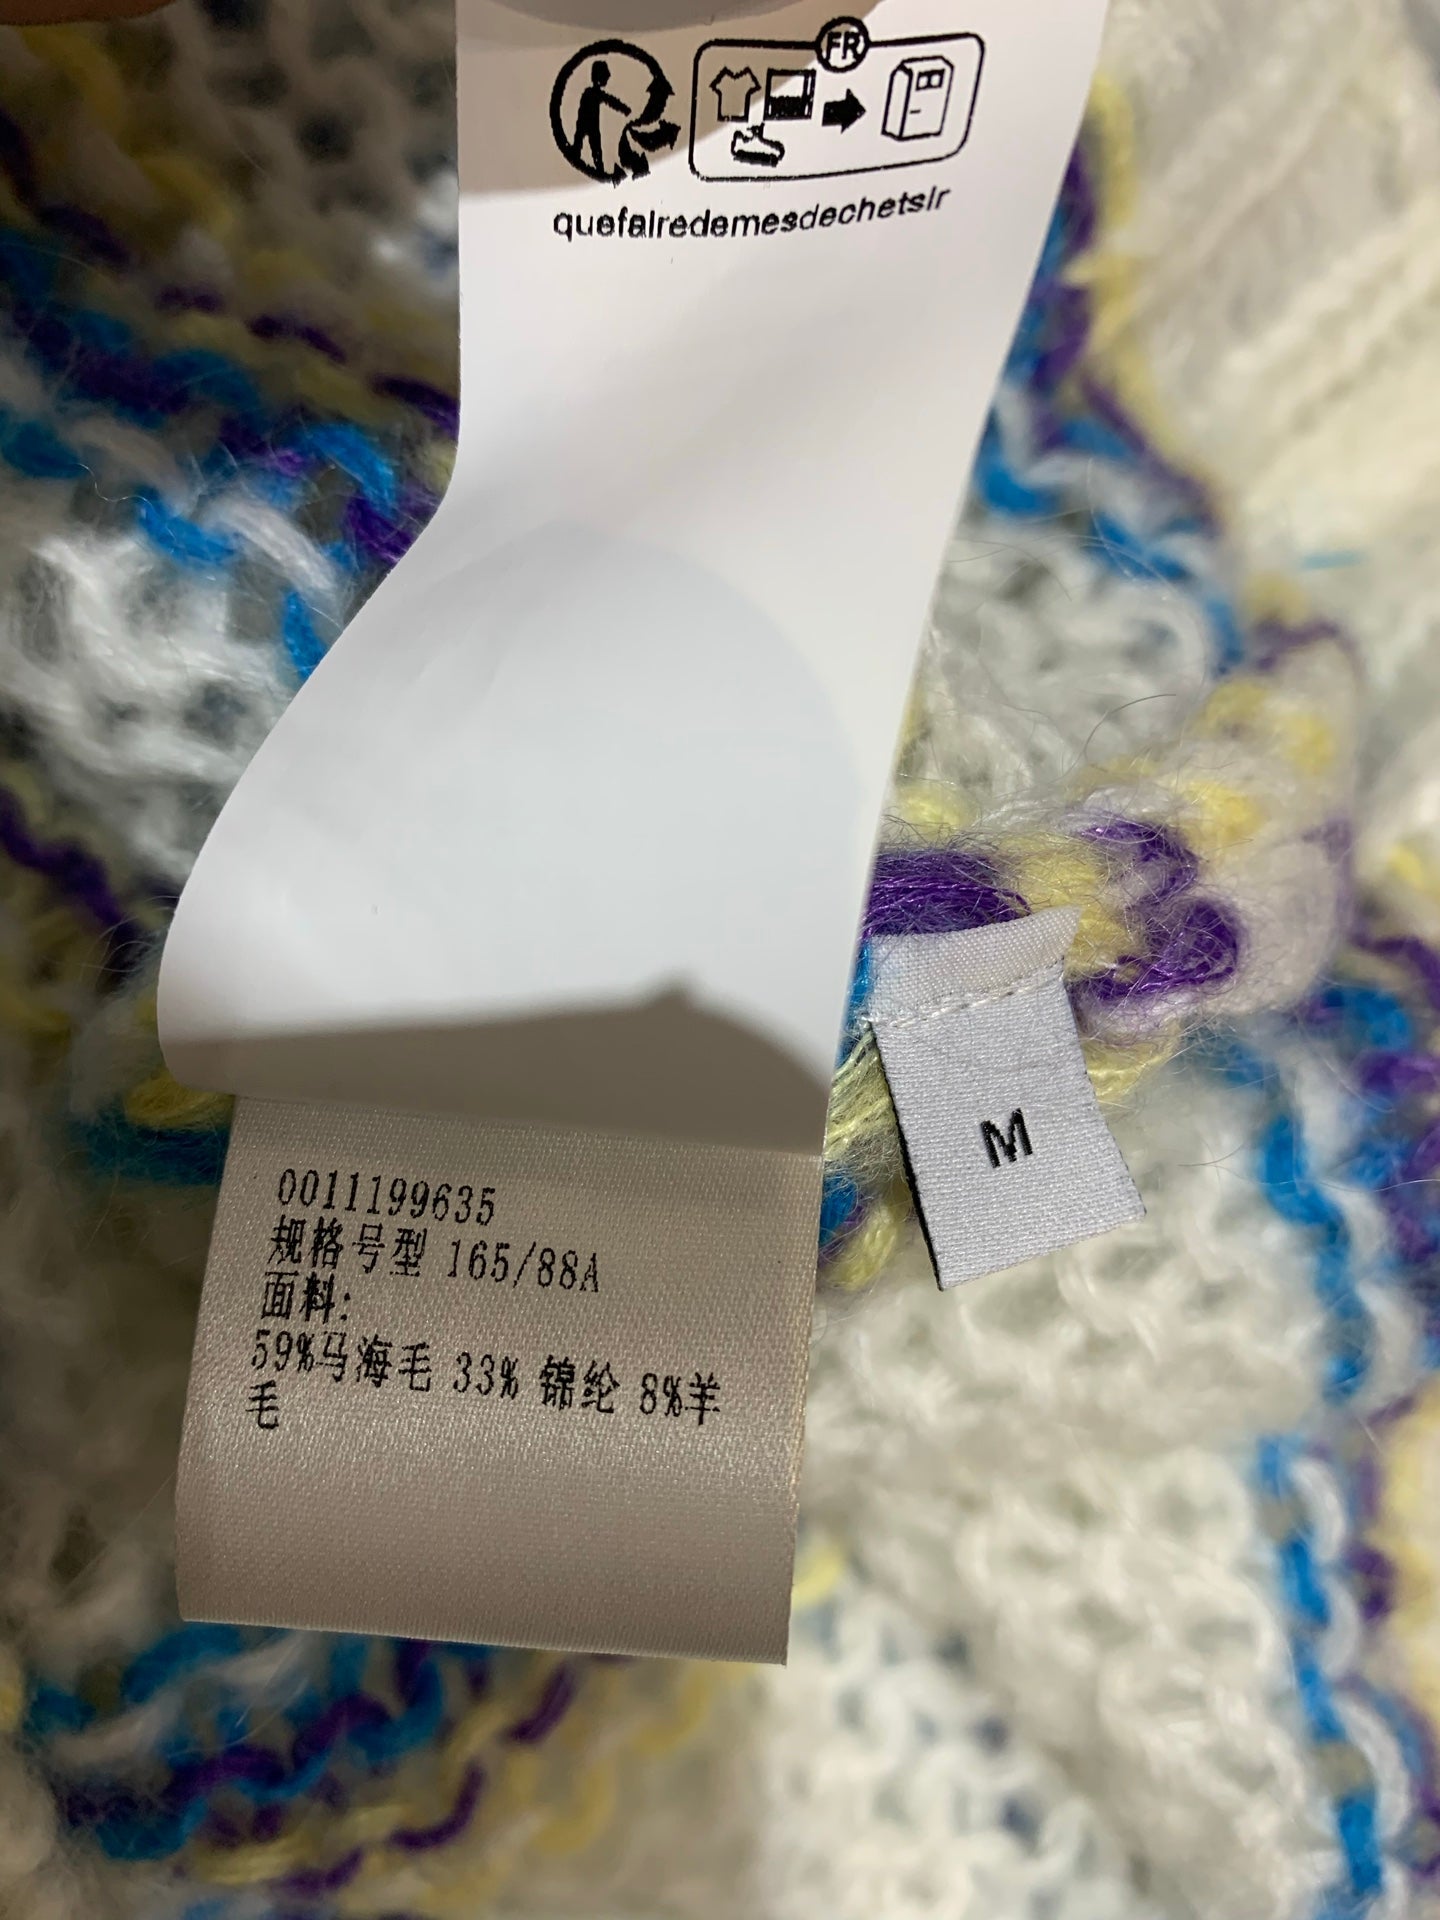 FR
quefairedemesdechetsfr
0011199635
规格号型 165/88A
面料:
59%马海毛 33% 锦纶 8%羊
毛
M